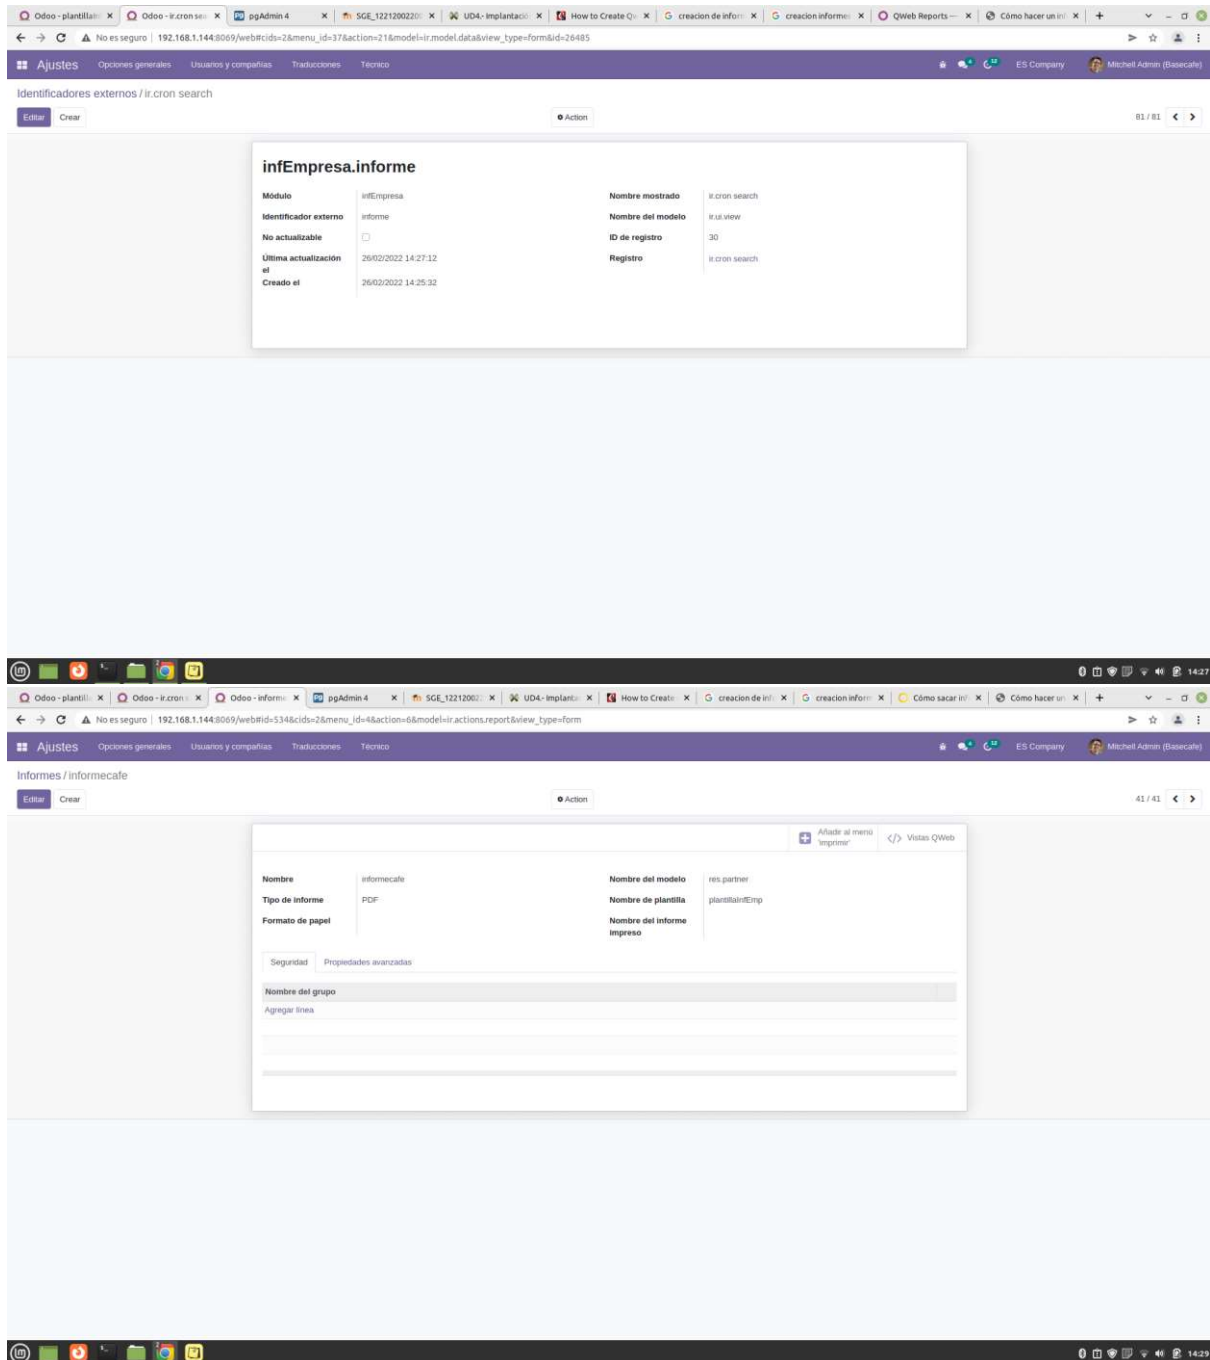 Odoo - plantillain Odoo - ir.cron sea pgAdmin 4 SGE_1221200220 UD4.- Implantació How to Create Qw creacion de inform creacion informes QWeb Reports — Cómo hacer un inf
No es seguro 192.168.1.144:8069/web#cids=2&menu_id=37&action=21&model=ir.model.data&view_type=form&id=26485
Ajustes Opciones generales Usuarios y compañías Traducciones Técnico ES Company Mitchell Admin (Basecafe)
Identificadores externos / ir.cron search
Editar Crear Action 81 / 81
infEmpresa.informe
Módulo infEmpresa Nombre mostrado ir.cron search
Identificador externo informe Nombre del modelo ir.ui.view
No actualizable ID de registro 30
Última actualización el 26/02/2022 14:27:12 Registro ir.cron search
Creado el 26/02/2022 14:25:32
14:27
Odoo - plantilla Odoo - ir.cron s Odoo - informe pgAdmin 4 SGE_12212002 UD4.- Implanta How to Create creacion de inf creacion inform Cómo sacar inf Cómo hacer un
No es seguro 192.168.1.144:8069/web#id=534&cids=2&menu_id=4&action=6&model=ir.actions.report&view_type=form
Ajustes Opciones generales Usuarios y compañías Traducciones Técnico ES Company Mitchell Admin (Basecafe)
Informes / informecafe
Editar Crear Action 41 / 41
Añadir al menú 'Imprimir' Vistas QWeb
Nombre informecafe Nombre del modelo res.partner
Tipo de informe PDF Nombre de plantilla plantillaInfEmp
Formato de papel Nombre del informe impreso
Seguridad Propiedades avanzadas
Nombre del grupo
Agregar línea
14:29